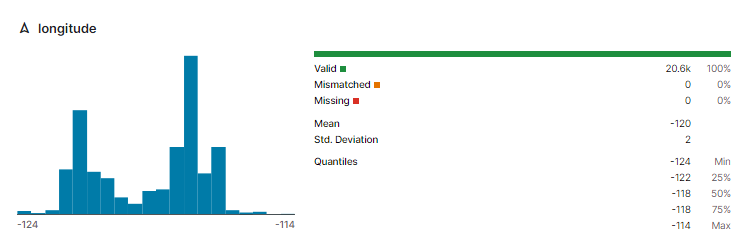 longitude
-124 -114
Valid 20.6k 100%
Mismatched 0 0%
Missing 0 0%
Mean -120
Std. Deviation 2
Quantiles -124 Min
-122 25%
-118 50%
-118 75%
-114 Max